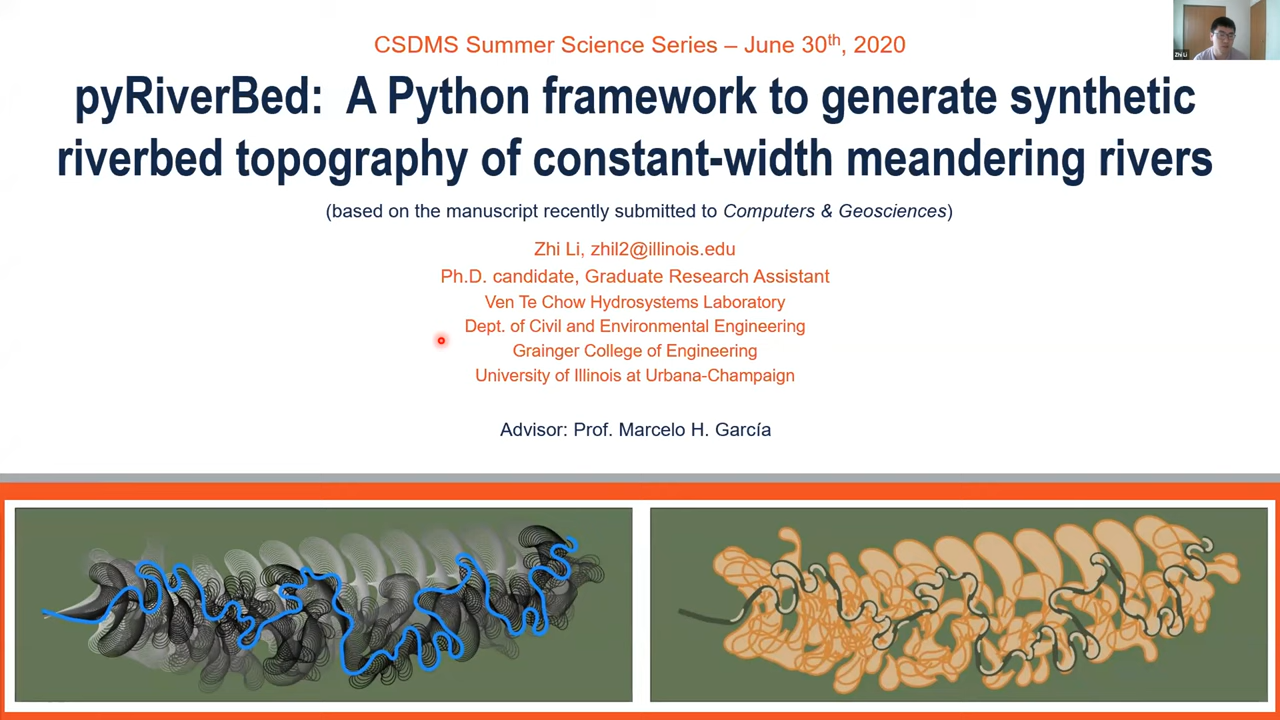 CSDMS Summer Science Series – June 30th, 2020
pyRiverBed: A Python framework to generate synthetic
riverbed topography of constant-width meandering rivers
(based on the manuscript recently submitted to Computers & Geosciences)
Zhi Li, zhil2@illinois.edu
Ph.D. candidate, Graduate Research Assistant
Ven Te Chow Hydrosystems Laboratory
Dept. of Civil and Environmental Engineering
Grainger College of Engineering
University of Illinois at Urbana-Champaign
Advisor: Prof. Marcelo H. García
Zhi Li